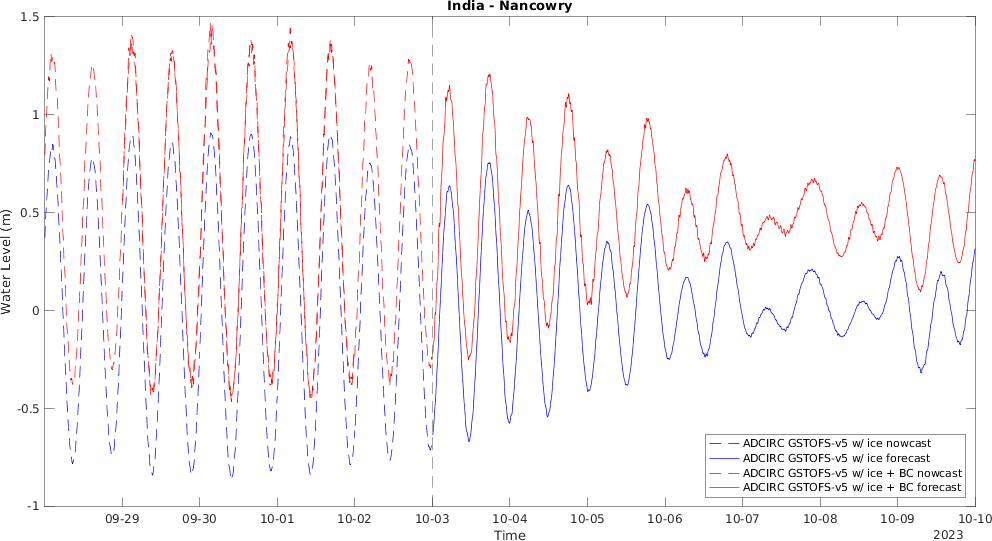 India - Nancowry
1.5
1
0.5
0
-0.5
-1
Water Level (m)
ADCIRC GSTOFS-v5 w/ ice nowcast
ADCIRC GSTOFS-v5 w/ ice forecast
ADCIRC GSTOFS-v5 w/ ice + BC nowcast
ADCIRC GSTOFS-v5 w/ ice + BC forecast
09-29 09-30 10-01 10-02 10-03 10-04 10-05 10-06 10-07 10-08 10-09 10-10
Time
2023